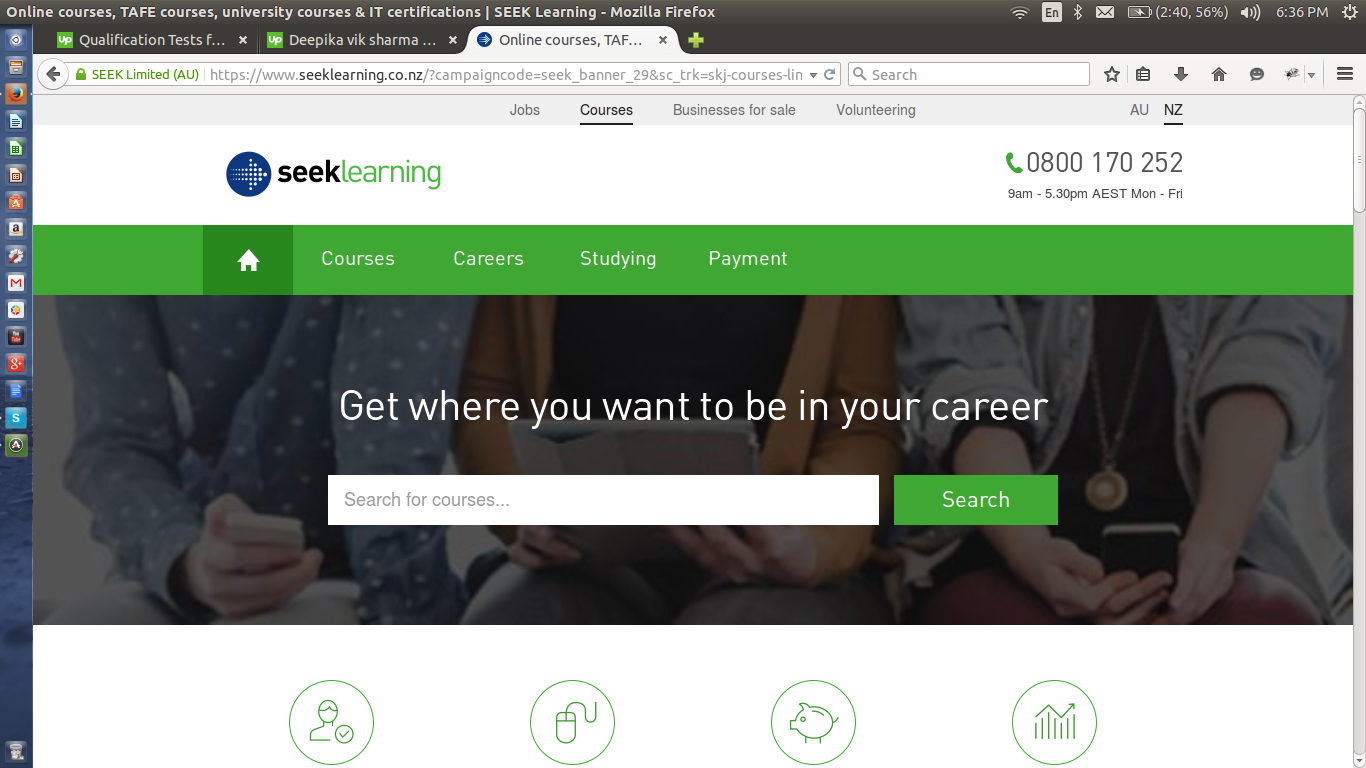 Online courses, TAFE courses, university courses & IT certifications | SEEK Learning - Mozilla Firefox
En
(2:40, 56%)
6:36 PM
Up Qualification Tests f...
Up Deepika vik sharma ...
Online courses, TAF...
SEEK Limited (AU)
https://www.seeklearning.co.nz/?campaigncode=seek_banner_29&sc_trk=skj-courses-lin
Search
Jobs
Courses
Businesses for sale
Volunteering
AU
NZ
seeklearning
0800 170 252
9am - 5.30pm AEST Mon - Fri
Courses
Careers
Studying
Payment
Get where you want to be in your career
Search for courses...
Search